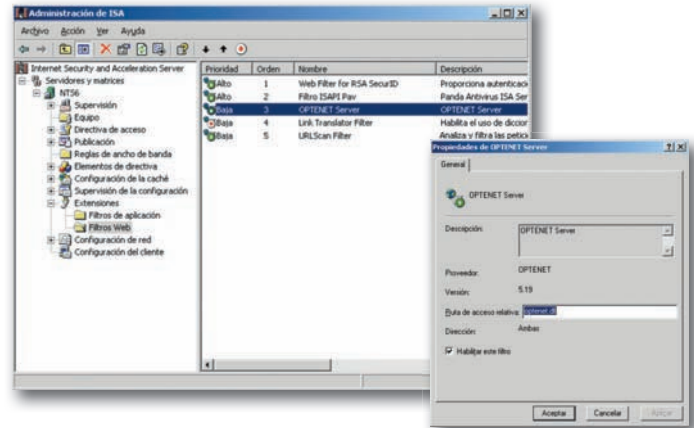 Administración de ISA
Archivo Acción Ver Ayuda
Internet Security and Acceleration Server
Servidores y matrices
NTS6
Supervisión
Equipo
Directiva de acceso
Publicación
Reglas de ancho de banda
Elementos de directiva
Configuración de la caché
Supervisión de la configuración
Extensiones
Filtros de aplicación
Filtros Web
Configuración de red
Configuración del cliente
Prioridad Orden Nombre Descripción
Alto 1 Web Filter for RSA SecurID Proporciona autenticació
Alto 2 Filtro ISAPI Pav Panda Antivirus ISA Ser
Baja 3 OPTENET Server OPTENET Server
Baja 4 Link Translator Filter Habilita el uso de diccior
Baja 5 URLScan Filter Analiza y filtra las petici
Propiedades de OPTENET Server
General
OPTENET Server
Descripción: OPTENET Server
Proveedor: OPTENET
Versión: 5.19
Ruta de acceso relativa: optenet.dll
Dirección: Ambas
Habilitar este filtro
Aceptar Cancelar Aplicar